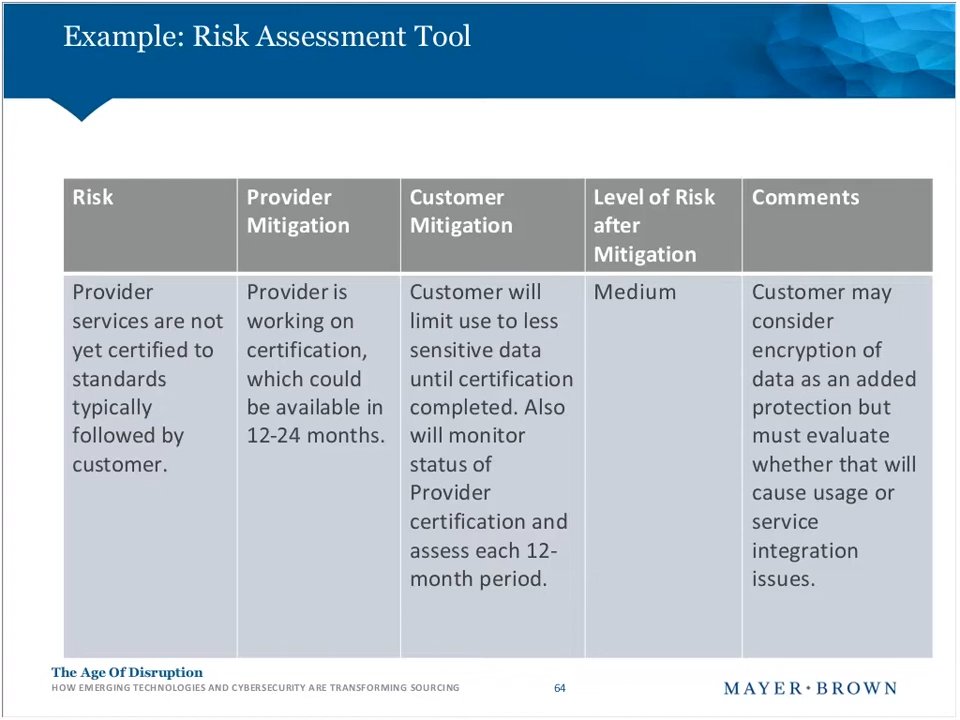 Example: Risk Assessment Tool
Risk
Provider
Mitigation
Customer
Mitigation
Level of Risk
after
Mitigation
Comments
Provider
services are not
yet certified to
standards
typically
followed by
customer.
Provider is
working on
certification,
which could
be available in
12-24 months.
Customer will
limit use to less
sensitive data
until certification
completed. Also
will monitor
status of
Provider
certification and
assess each 12-
month period.
Medium
Customer may
consider
encryption of
data as an added
protection but
must evaluate
whether that will
cause usage or
service
integration
issues.
The Age Of Disruption
HOW EMERGING TECHNOLOGIES AND CYBERSECURITY ARE TRANSFORMING SOURCING
64
MAYER • BROWN